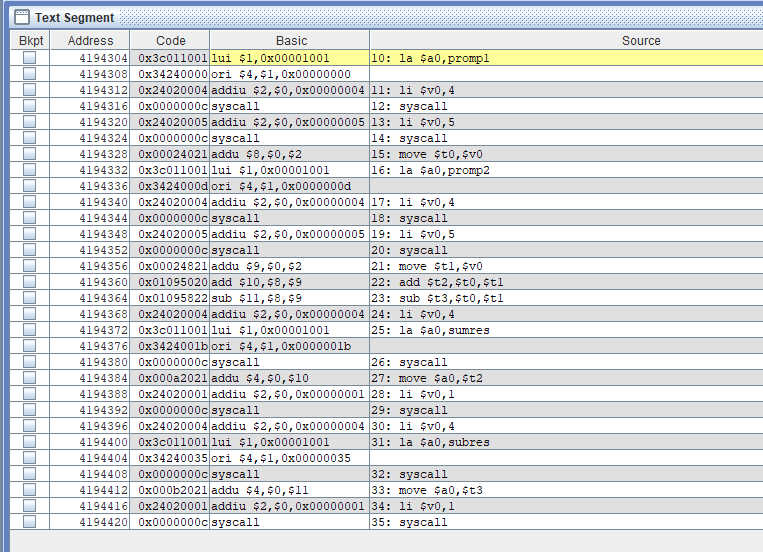 Text Segment
Bkpt Address Code Basic Source
4194304 0x3c011001 lui $1,0x00001001 10: la $a0,promp1
4194308 0x34240000 ori $4,$1,0x00000000
4194312 0x24020004 addiu $2,$0,0x00000004 11: li $v0,4
4194316 0x0000000c syscall 12: syscall
4194320 0x24020005 addiu $2,$0,0x00000005 13: li $v0,5
4194324 0x0000000c syscall 14: syscall
4194328 0x00024021 addu $8,$0,$2 15: move $t0,$v0
4194332 0x3c011001 lui $1,0x00001001 16: la $a0,promp2
4194336 0x3424000d ori $4,$1,0x0000000d
4194340 0x24020004 addiu $2,$0,0x00000004 17: li $v0,4
4194344 0x0000000c syscall 18: syscall
4194348 0x24020005 addiu $2,$0,0x00000005 19: li $v0,5
4194352 0x0000000c syscall 20: syscall
4194356 0x00024821 addu $9,$0,$2 21: move $t1,$v0
4194360 0x01095020 add $10,$8,$9 22: add $t2,$t0,$t1
4194364 0x01095822 sub $11,$8,$9 23: sub $t3,$t0,$t1
4194368 0x24020004 addiu $2,$0,0x00000004 24: li $v0,4
4194372 0x3c011001 lui $1,0x00001001 25: la $a0,sumres
4194376 0x3424001b ori $4,$1,0x0000001b
4194380 0x0000000c syscall 26: syscall
4194384 0x000a2021 addu $4,$0,$10 27: move $a0,$t2
4194388 0x24020001 addiu $2,$0,0x00000001 28: li $v0,1
4194392 0x0000000c syscall 29: syscall
4194396 0x24020004 addiu $2,$0,0x00000004 30: li $v0,4
4194400 0x3c011001 lui $1,0x00001001 31: la $a0,subres
4194404 0x34240035 ori $4,$1,0x00000035
4194408 0x0000000c syscall 32: syscall
4194412 0x000b2021 addu $4,$0,$11 33: move $a0,$t3
4194416 0x24020001 addiu $2,$0,0x00000001 34: li $v0,1
4194420 0x0000000c syscall 35: syscall